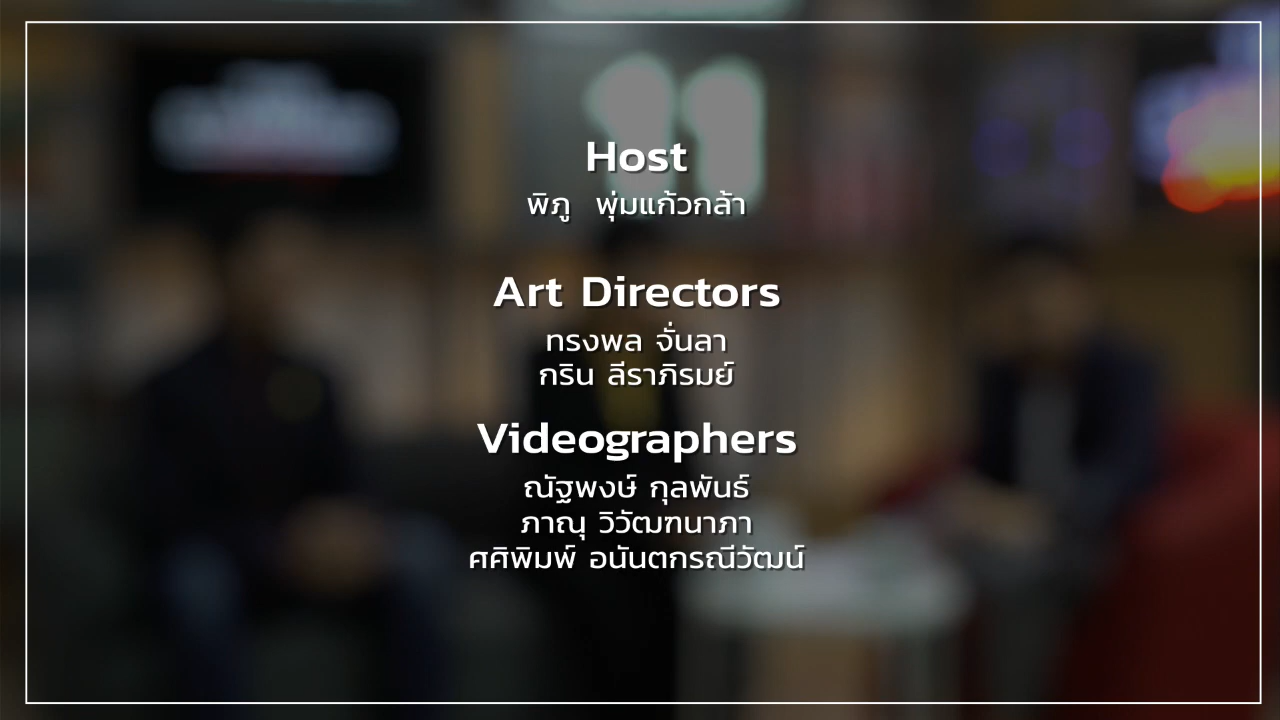 Host
พิภู พุ่มแก้วกล้า
Art Directors
ทรงพล จั่นลา
กริน ลีราภิรมย์
Videographers
ณัฐพงษ์ กุลพันธ์
ภาณุ วิวัฒฑนาภา
ศศิพิมพ์ อนันตกรณีวัฒน์